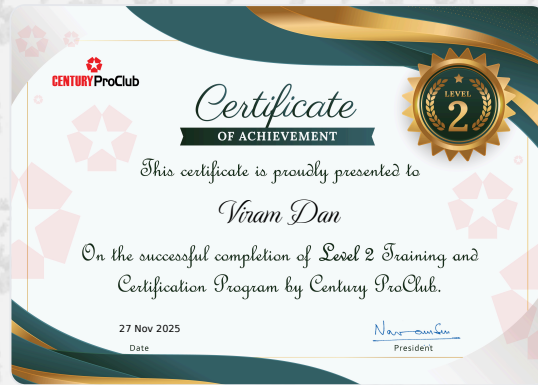 CENTURY ProClub
Certificate
OF ACHIEVEMENT
LEVEL
2
This certificate is proudly presented to
Viram Dan
On the successful completion of Level 2 Training and
Certification Program by Century ProClub.
27 Nov 2025
Date
President